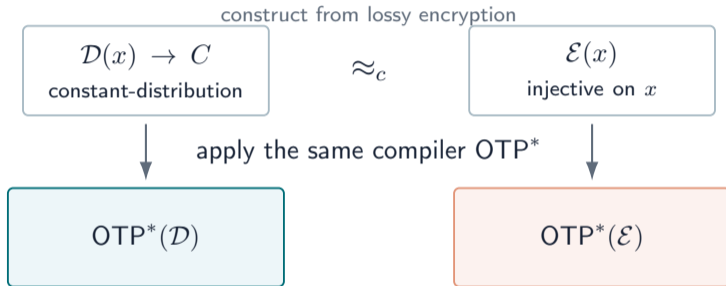 construct from lossy encryption
𝒟(x) → C
constant-distribution
≈c
ℰ(x)
injective on x
apply the same compiler OTP*
OTP*(𝒟)
OTP*(ℰ)